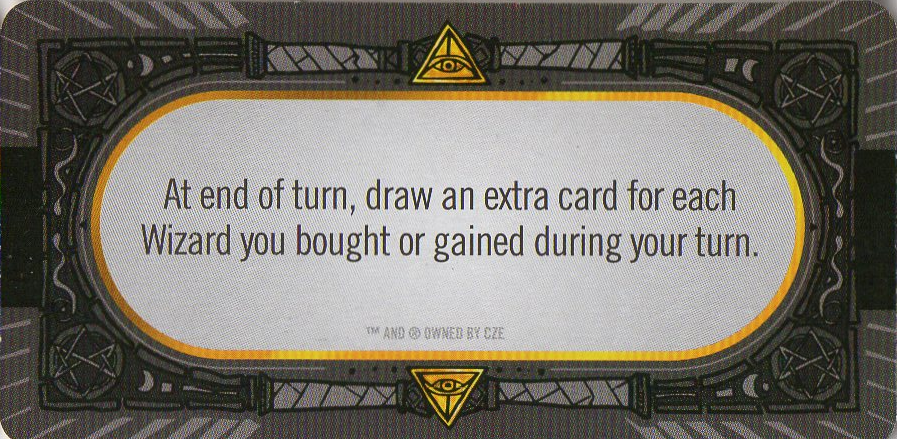 At end of turn, draw an extra card for each
Wizard you bought or gained during your turn.
™ AND ® OWNED BY CZE